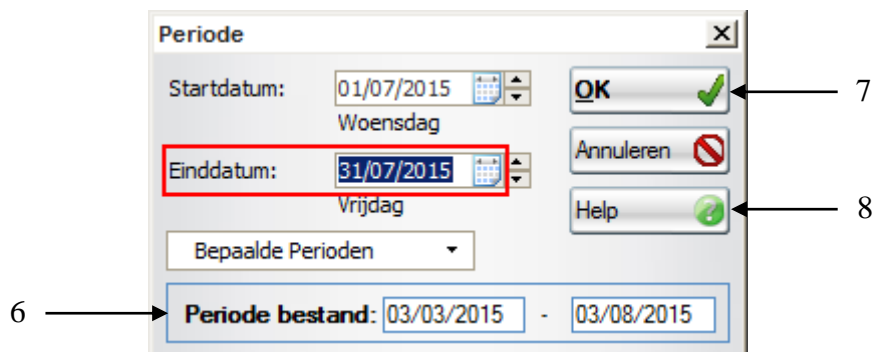 Periode
Startdatum: 01/07/2015 OK 7
Woensdag
Einddatum: 31/07/2015 Annuleren
Vrijdag Help 8
Bepaalde Perioden
6 Periode bestand: 03/03/2015 - 03/08/2015